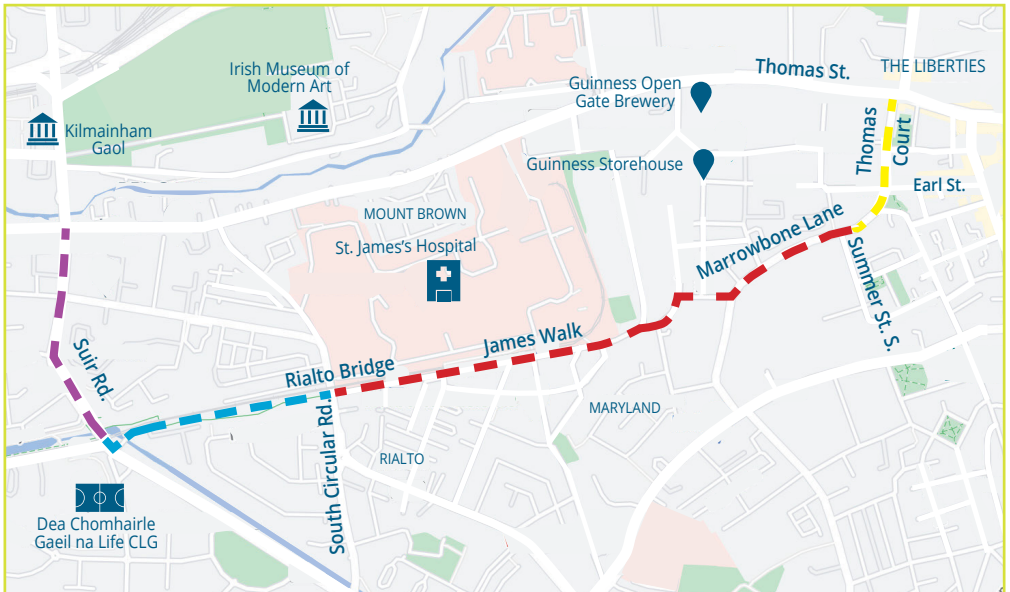 Irish Museum of
Modern Art
Kilmainham
Gaol
Guinness Open
Gate Brewery
Thomas St.
THE LIBERTIES
Thomas
Court
Guinness Storehouse
Earl St.
MOUNT BROWN
St. James's Hospital
Marrowbone Lane
Summer St. S.
Suir Rd.
Rialto Bridge
James Walk
MARYLAND
South Circular Rd.
RIALTO
Dea Chomhairle
Gaeil na Life CLG